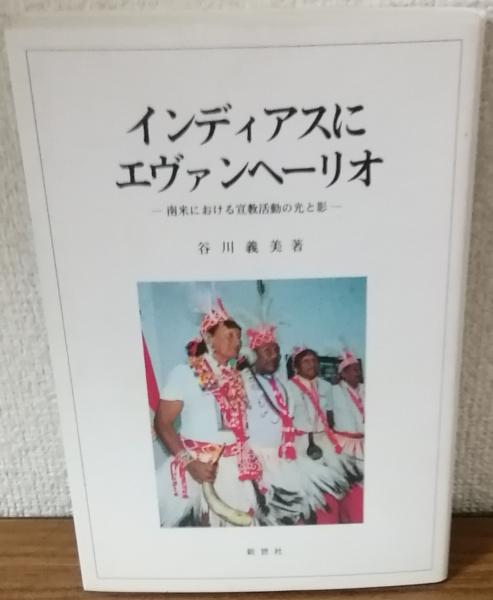 インディアスに
エヴァンヘーリオ
―南米における宣教活動の光と影―
谷川義美著
新世社